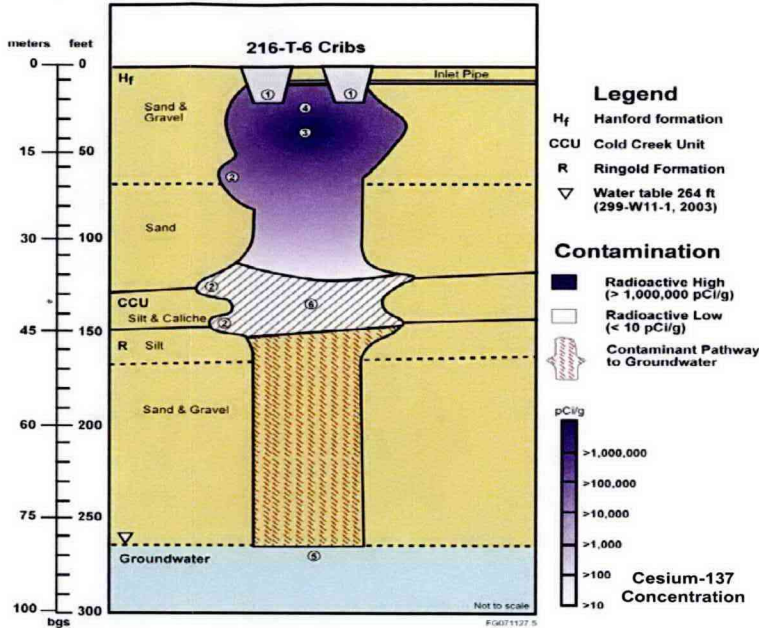 216-T-6 Cribs
meters feet
0 0
15 50
30 100
45 150
60 200
75 250
100 300
bgs
Hf
Inlet Pipe
1
1
Sand &
Gravel
4
3
2
Sand
2
CCU
6
Silt & Caliche
2
R Silt
Sand & Gravel
Groundwater
5
Not to scale
FG071127.5
Legend
Hf Hanford formation
CCU Cold Creek Unit
R Ringold Formation
Water table 264 ft
(299-W11-1, 2003)
Contamination
Radioactive High
(> 1,000,000 pCi/g)
Radioactive Low
(< 10 pCi/g)
Contaminant Pathway
to Groundwater
pCi/g
>1,000,000
>100,000
>10,000
>1,000
>100
>10
Cesium-137
Concentration